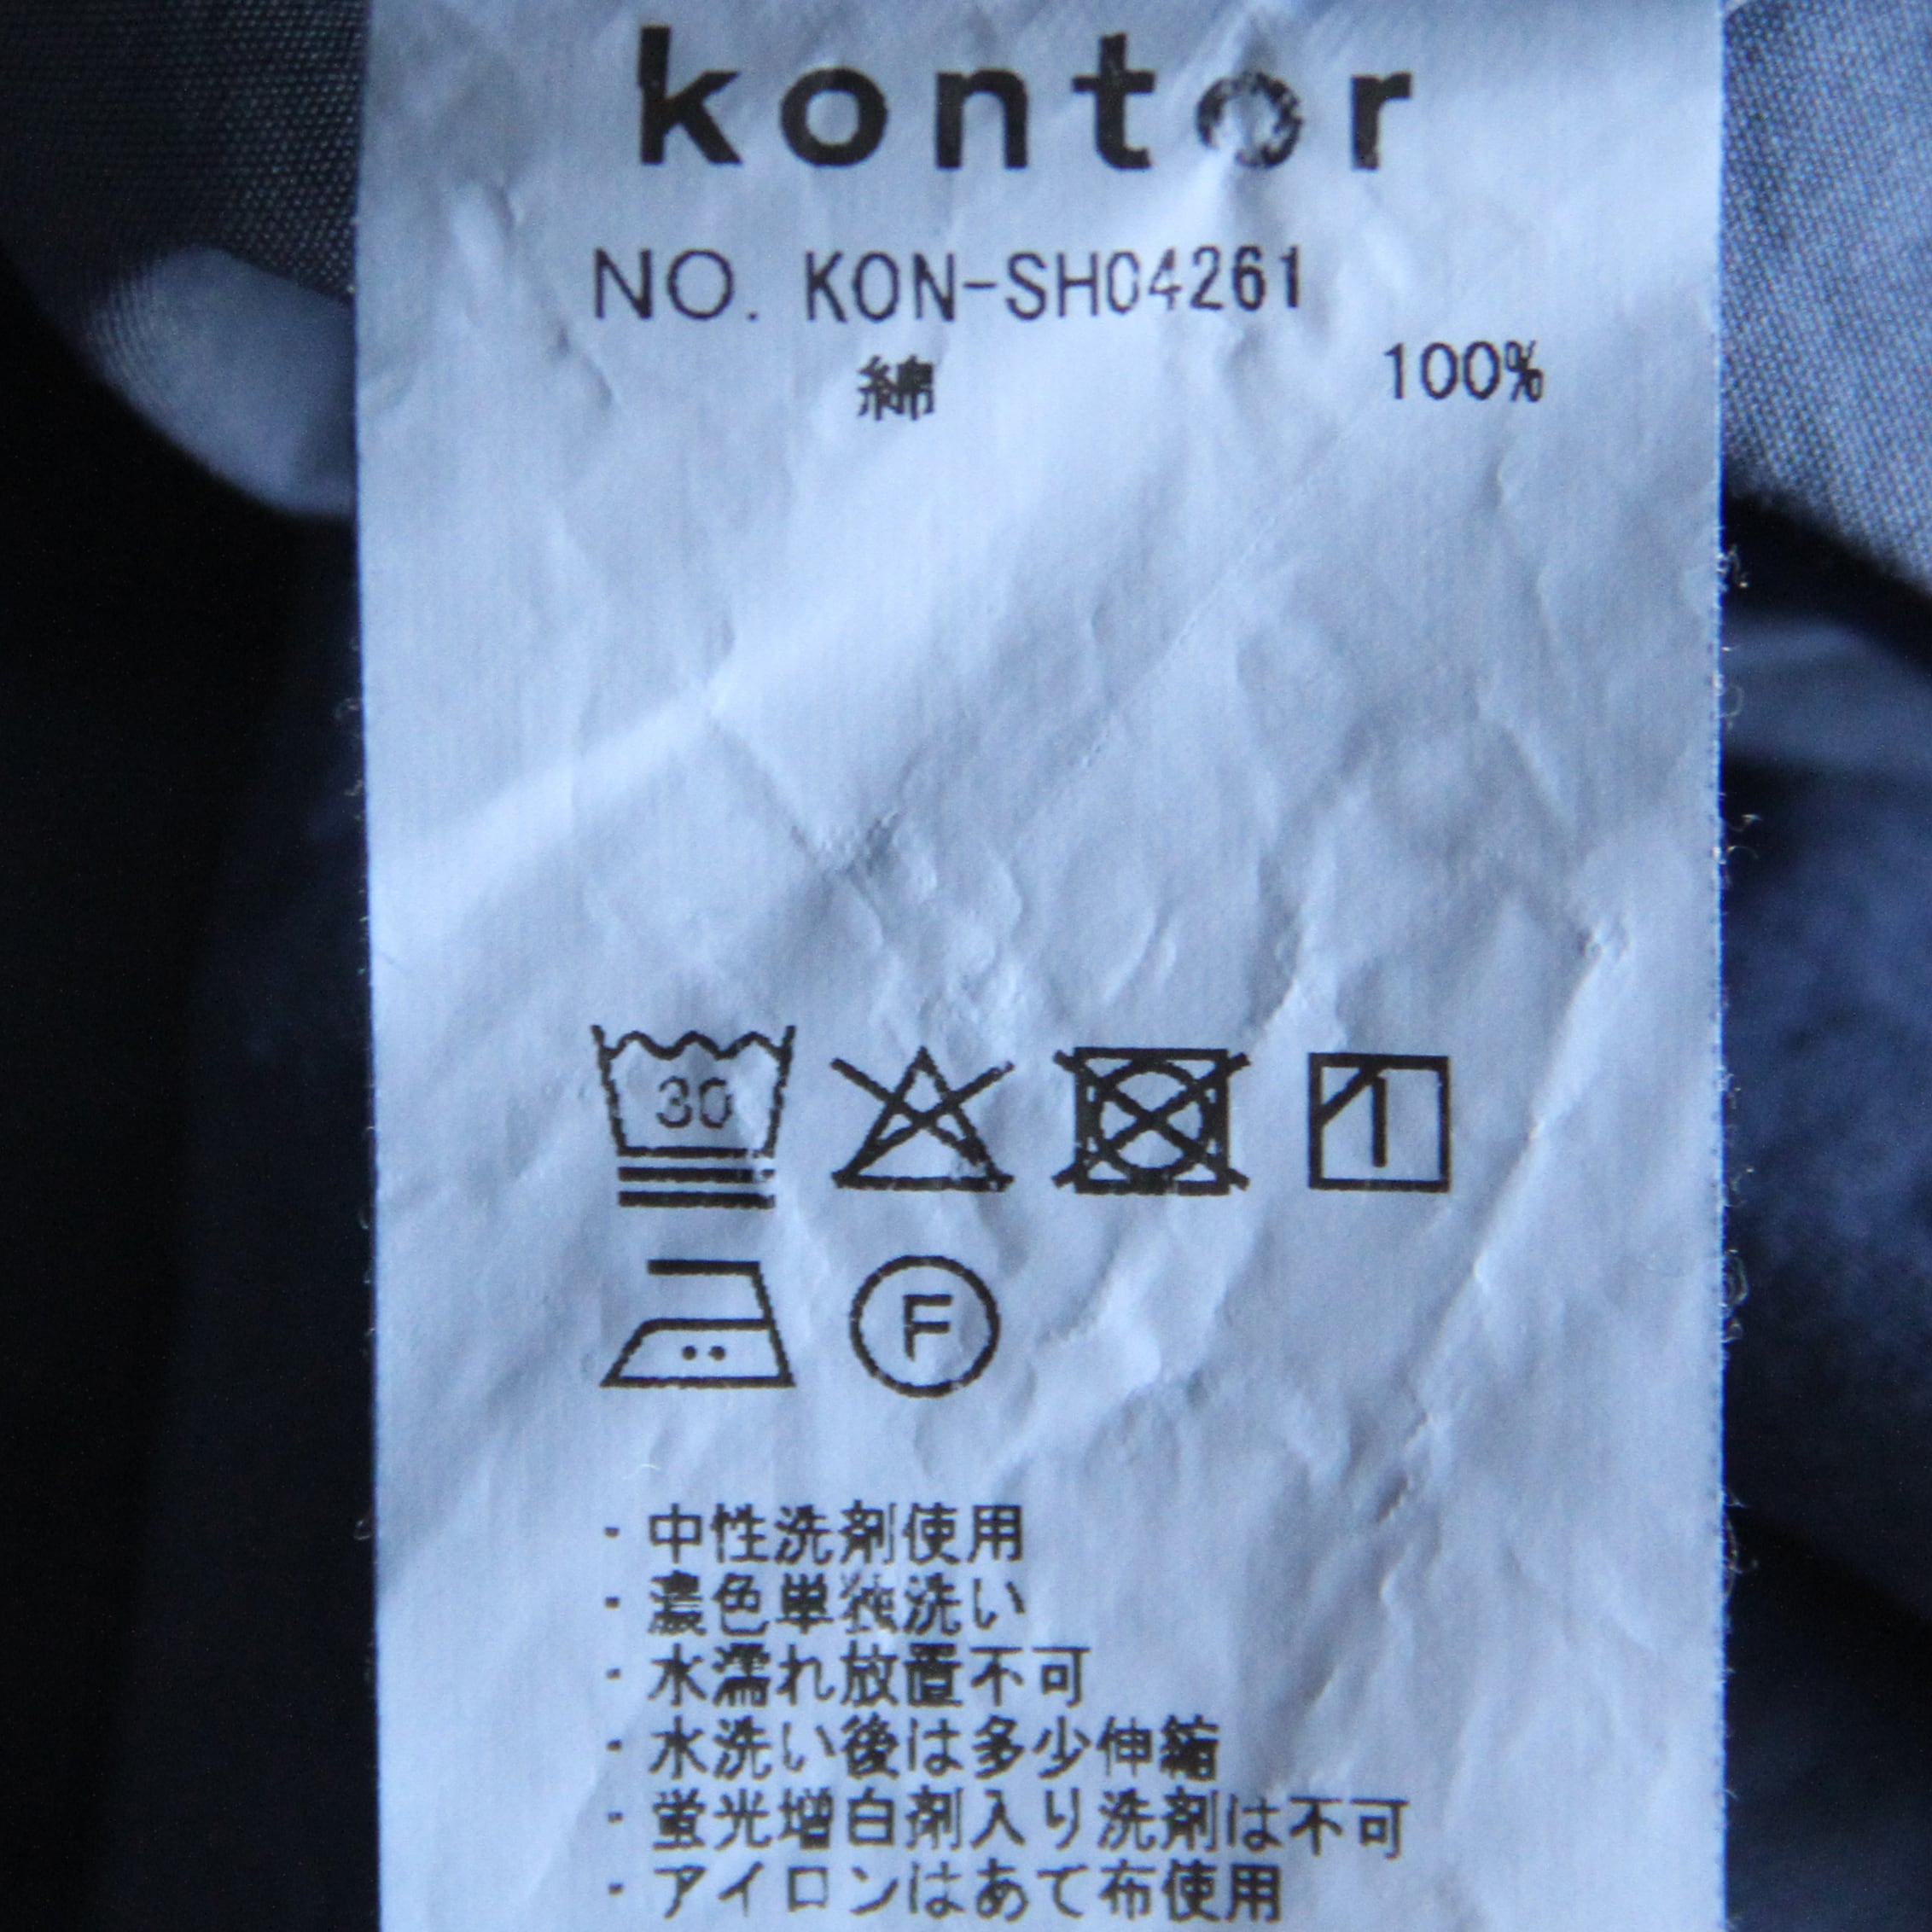 kontor
NO. KON-SH04261
綿 100%
30
F
・中性洗剤使用
・濃色単独洗い
・水濡れ放置不可
・水洗い後は多少伸縮
・蛍光増白剤入り洗剤は不可
・アイロンはあて布使用